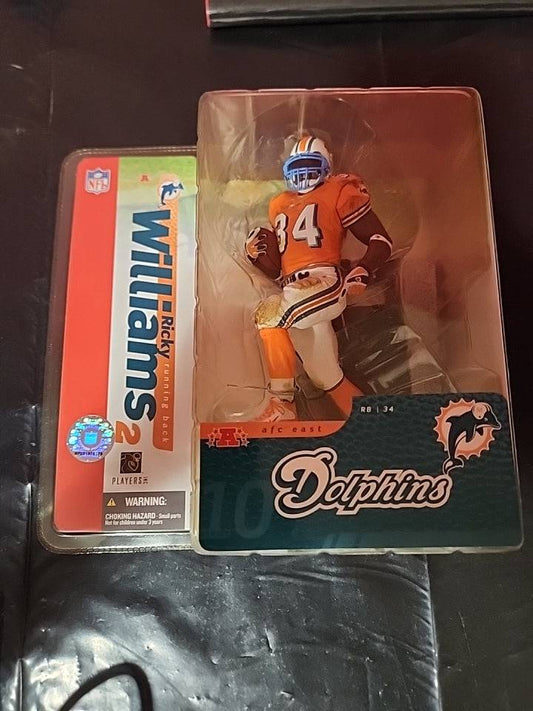 NFL
A
Williams 2
Ricky
running back
PLAYERS INC
WARNING:
CHOKING HAZARD - Small parts
Not for children under 3 years
34
RB | 34
A
afc east
Dolphins
10